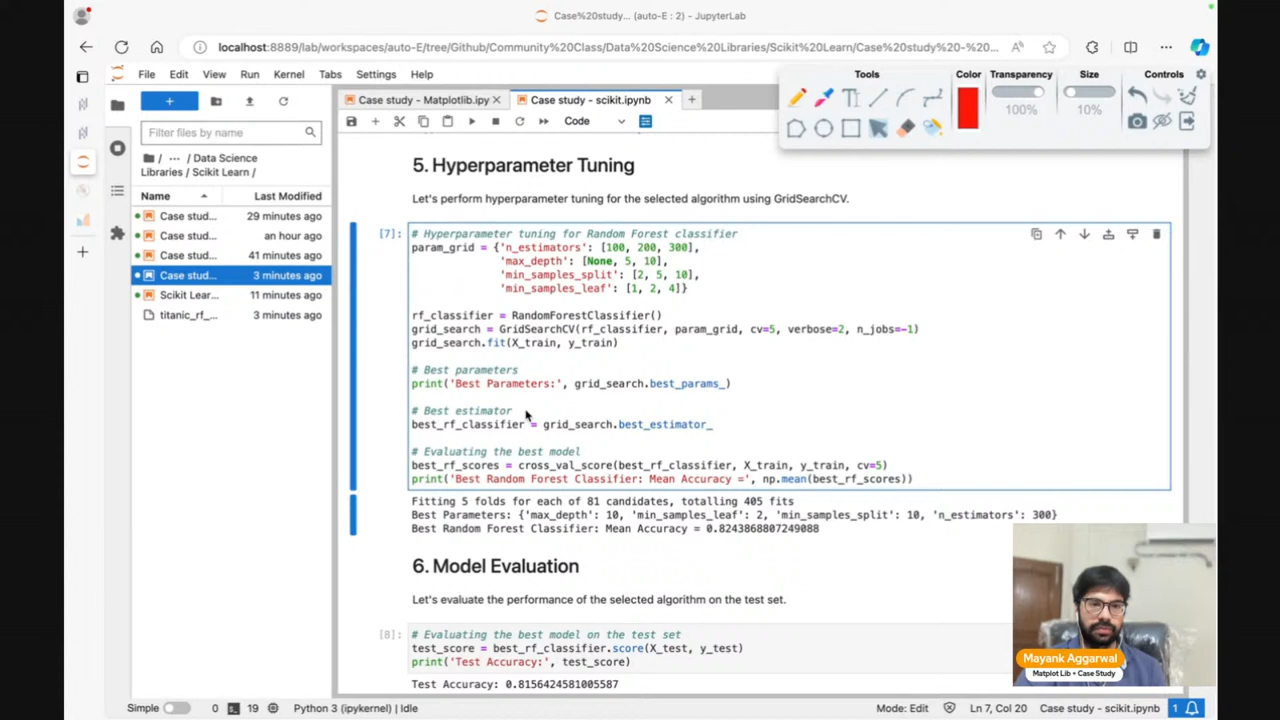 Case%20study... (auto-E : 2) - JupyterLab
localhost:8889/lab/workspaces/auto-E/tree/Github/Community%20Class/Data%20Science%20Libraries/Scikit%20Learn/Case%20study%20-%20...
File Edit View Run Kernel Tabs Settings Help
Tools Color Transparency Size Controls
100% 10%
Filter files by name
/ ... / Data Science
Libraries / Scikit Learn /
Name Last Modified
Case stud... 29 minutes ago
Case stud... an hour ago
Case stud... 41 minutes ago
Case stud... 3 minutes ago
Scikit Lear... 11 minutes ago
titanic_rf_... 3 minutes ago
Case study - Matplotlib.ipy
Case study - scikit.ipynb
Code
5. Hyperparameter Tuning
Let's perform hyperparameter tuning for the selected algorithm using GridSearchCV.
[7]:
# Hyperparameter tuning for Random Forest classifier
param_grid = {'n_estimators': [100, 200, 300],
'max_depth': [None, 5, 10],
'min_samples_split': [2, 5, 10],
'min_samples_leaf': [1, 2, 4]}
rf_classifier = RandomForestClassifier()
grid_search = GridSearchCV(rf_classifier, param_grid, cv=5, verbose=2, n_jobs=-1)
grid_search.fit(X_train, y_train)
# Best parameters
print('Best Parameters:', grid_search.best_params_)
# Best estimator
best_rf_classifier = grid_search.best_estimator_
# Evaluating the best model
best_rf_scores = cross_val_score(best_rf_classifier, X_train, y_train, cv=5)
print('Best Random Forest Classifier: Mean Accuracy =', np.mean(best_rf_scores))
Fitting 5 folds for each of 81 candidates, totalling 405 fits
Best Parameters: {'max_depth': 10, 'min_samples_leaf': 2, 'min_samples_split': 10, 'n_estimators': 300}
Best Random Forest Classifier: Mean Accuracy = 0.8243868807249088
6. Model Evaluation
Let's evaluate the performance of the selected algorithm on the test set.
[8]:
# Evaluating the best model on the test set
test_score = best_rf_classifier.score(X_test, y_test)
print('Test Accuracy:', test_score)
Test Accuracy: 0.8156424581005587
Mayank Aggarwal
Matplot Lib + Case Study
Simple 0 19 Python 3 (ipykernel) | Idle Mode: Edit Ln 7, Col 20 Case study - scikit.ipynb 1